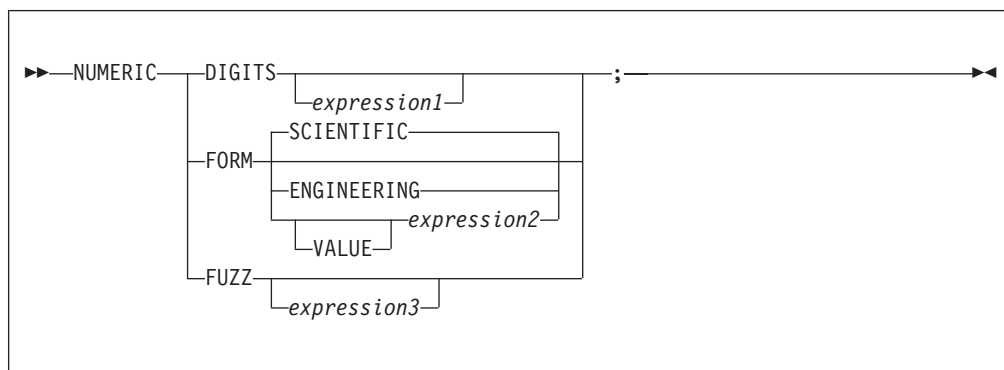 NUMERIC DIGITS ;
expression1
SCIENTIFIC
FORM
ENGINEERING
expression2
VALUE
FUZZ
expression3